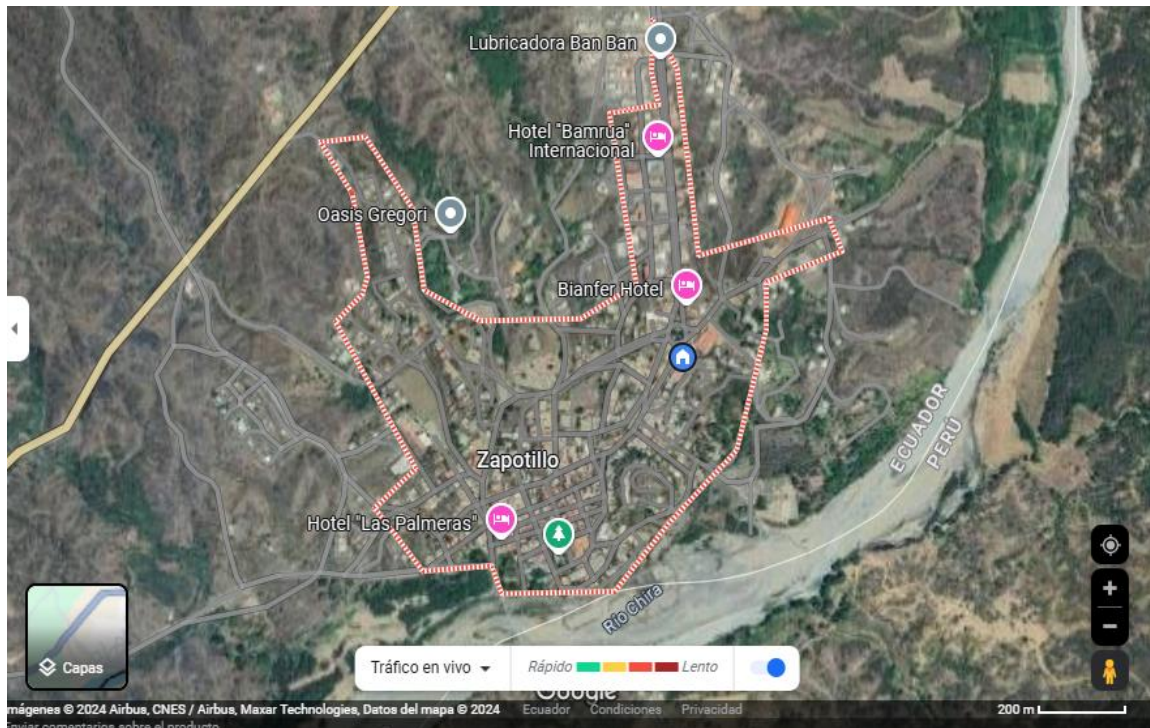 Lubricadora Ban Ban
Hotel "Bamrua"
Internacional
Oasis Gregori
Bianfer Hotel
ECUADOR
PERÚ
Zapotillo
Hotel "Las Palmeras"
Río Chira
Capas
Tráfico en vivo
Rápido
Lento
Google
Imágenes © 2024 Airbus, CNES / Airbus, Maxar Technologies, Datos del mapa © 2024 Ecuador Condiciones Privacidad 200 m
Enviar comentarios sobre el producto